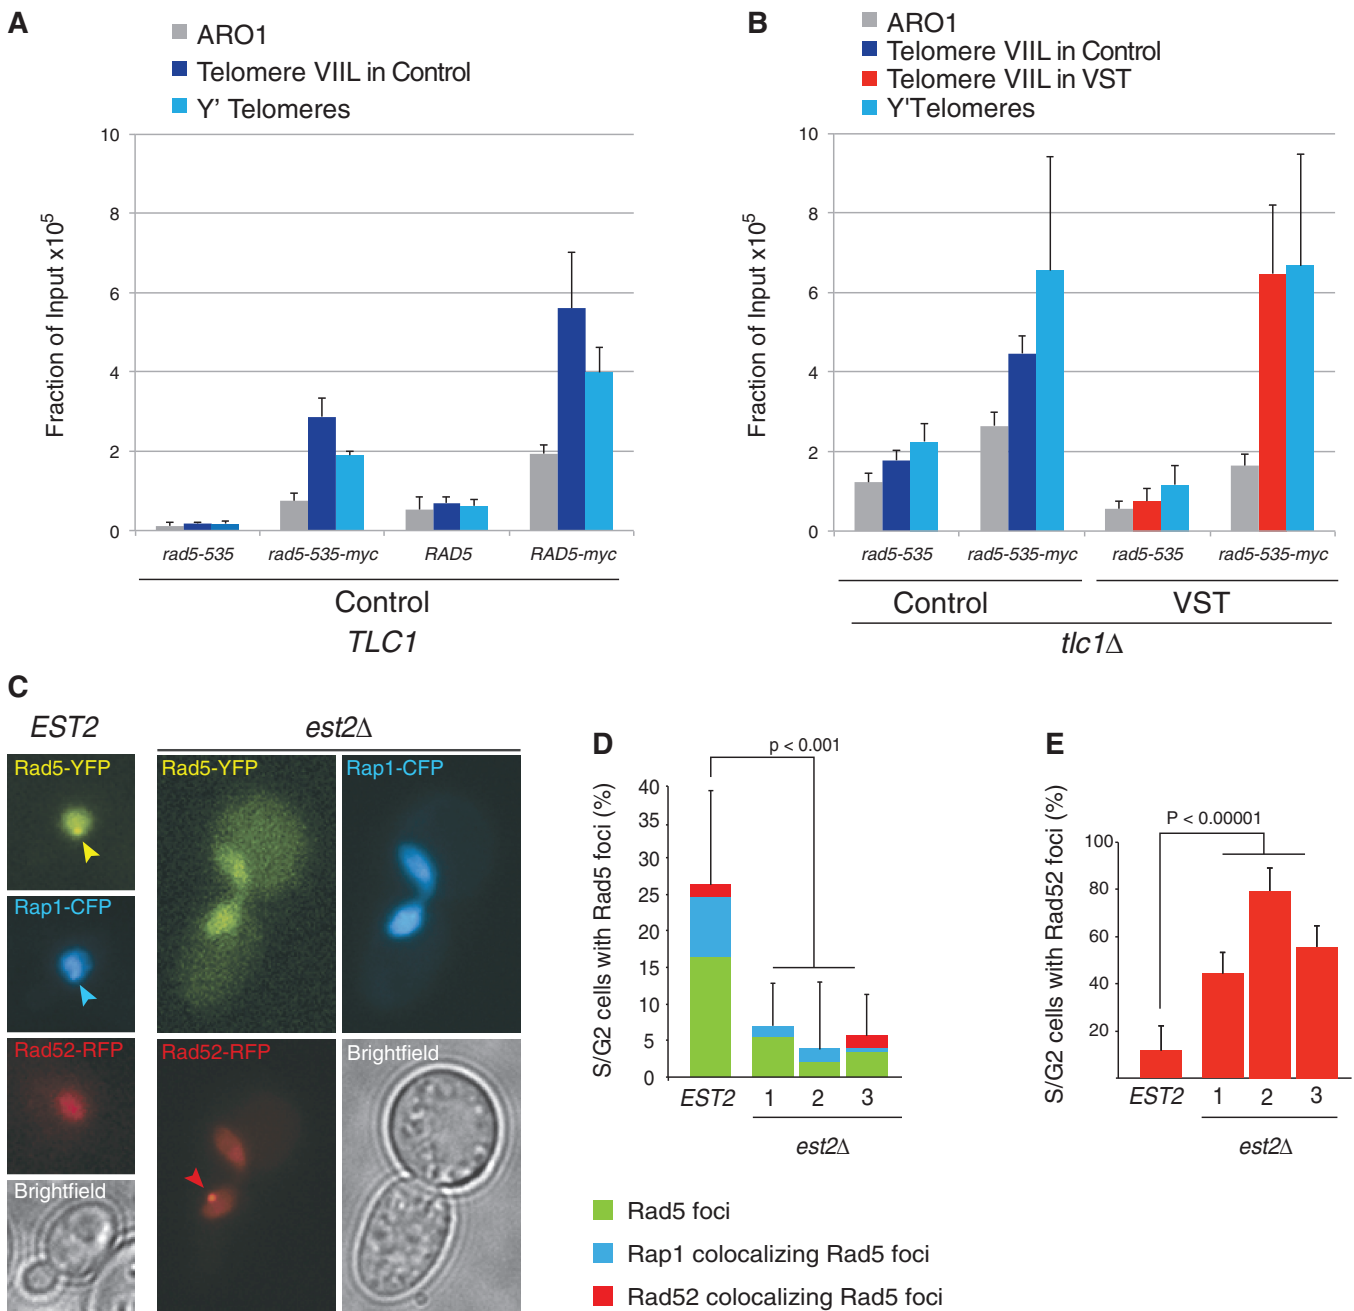 A
ARO1
Telomere VIIL in Control
Y’ Telomeres
Fraction of Input x10⁵
10
8
6
4
2
0
rad5-535
rad5-535-myc
RAD5
RAD5-myc
Control
TLC1
B
ARO1
Telomere VIIL in Control
Telomere VIIL in VST
Y'Telomeres
Fraction of Input x10⁵
10
8
6
4
2
0
rad5-535
rad5-535-myc
rad5-535
rad5-535-myc
Control
VST
tlc1Δ
C
EST2
est2Δ
Rad5-YFP
Rap1-CFP
Rad52-RFP
Brightfield
Rad5-YFP
Rap1-CFP
Rad52-RFP
Brightfield
D
p < 0.001
S/G2 cells with Rad5 foci (%)
40
35
30
25
20
15
10
5
0
EST2
1
2
3
est2Δ
E
P < 0.00001
S/G2 cells with Rad52 foci (%)
100
80
60
40
20
EST2
1
2
3
est2Δ
Rad5 foci
Rap1 colocalizing Rad5 foci
Rad52 colocalizing Rad5 foci